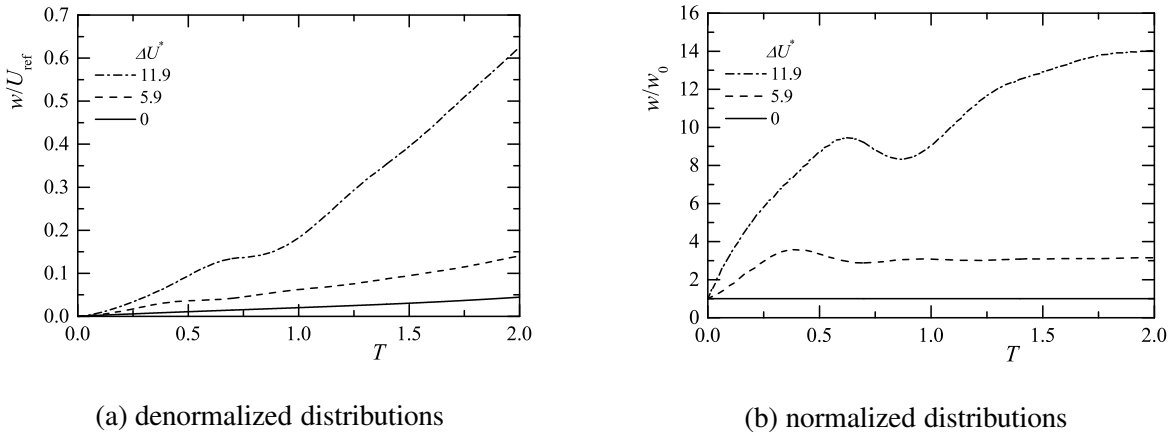 0.7
0.6
0.5
0.4
0.3
0.2
0.1
0.0
w/U_ref
ΔU*
11.9
5.9
0
0.0 0.5 1.0 1.5 2.0
T
(a) denormalized distributions
16
14
12
10
8
6
4
2
0
w/w_0
ΔU*
11.9
5.9
0
0.0 0.5 1.0 1.5 2.0
T
(b) normalized distributions